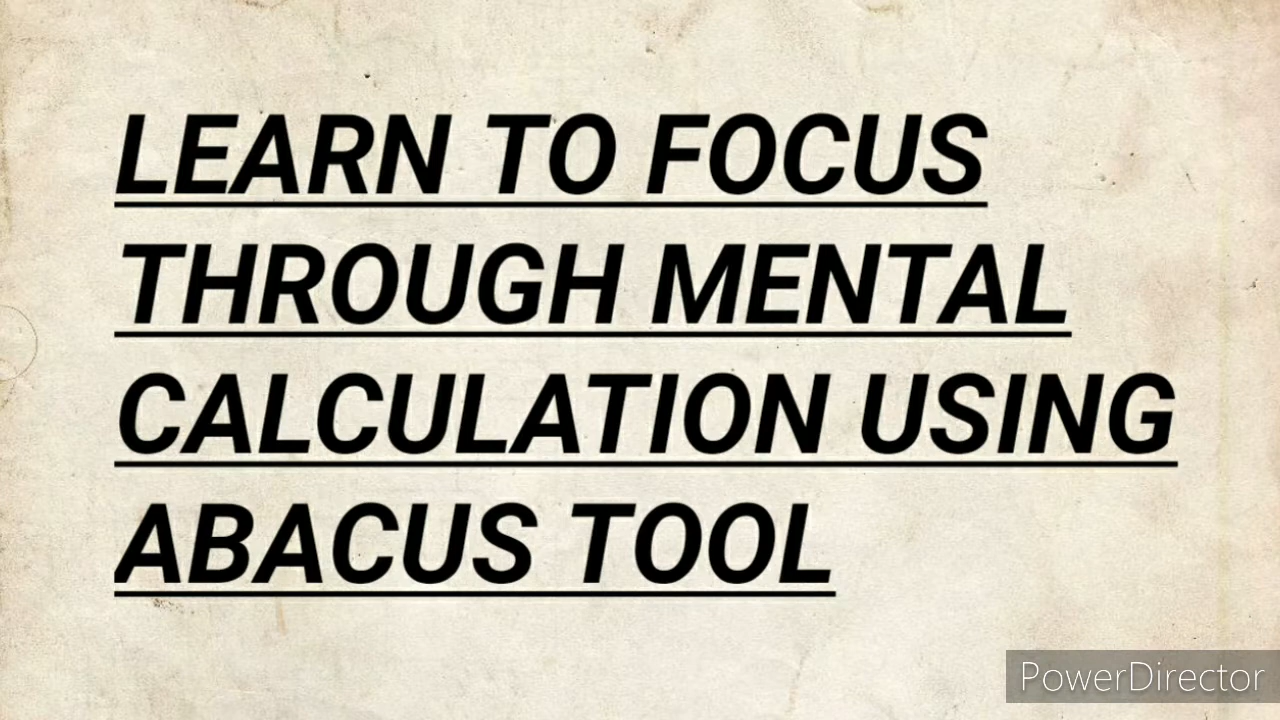 LEARN TO FOCUS
THROUGH MENTAL
CALCULATION USING
ABACUS TOOL
PowerDirector